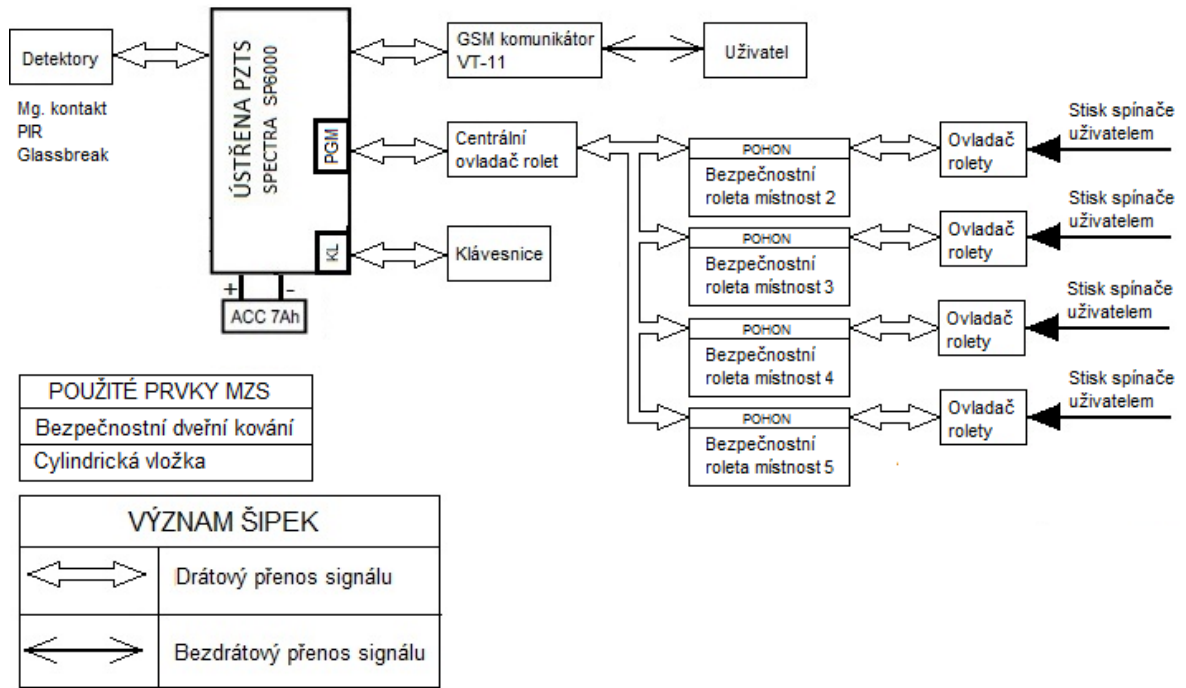 Detektory
Mg. kontakt
PIR
Glassbreak
ÚSTŘENA PZTS
SPECTRA SP6000
PGM
KL
+ -
ACC 7Ah
GSM komunikátor
VT-11
Uživatel
Centrální
ovladač rolet
Klávesnice
POHON
Bezpečnostní
roleta místnost 2
Ovladač
rolety
Stisk spínače
uživatelem
POHON
Bezpečnostní
roleta místnost 3
Ovladač
rolety
Stisk spínače
uživatelem
POHON
Bezpečnostní
roleta místnost 4
Ovladač
rolety
Stisk spínače
uživatelem
POHON
Bezpečnostní
roleta místnost 5
Ovladač
rolety
Stisk spínače
uživatelem
POUŽITÉ PRVKY MZS
Bezpečnostní dveřní kování
Cylindrická vložka
VÝZNAM ŠIPEK
Drátový přenos signálu
Bezdrátový přenos signálu